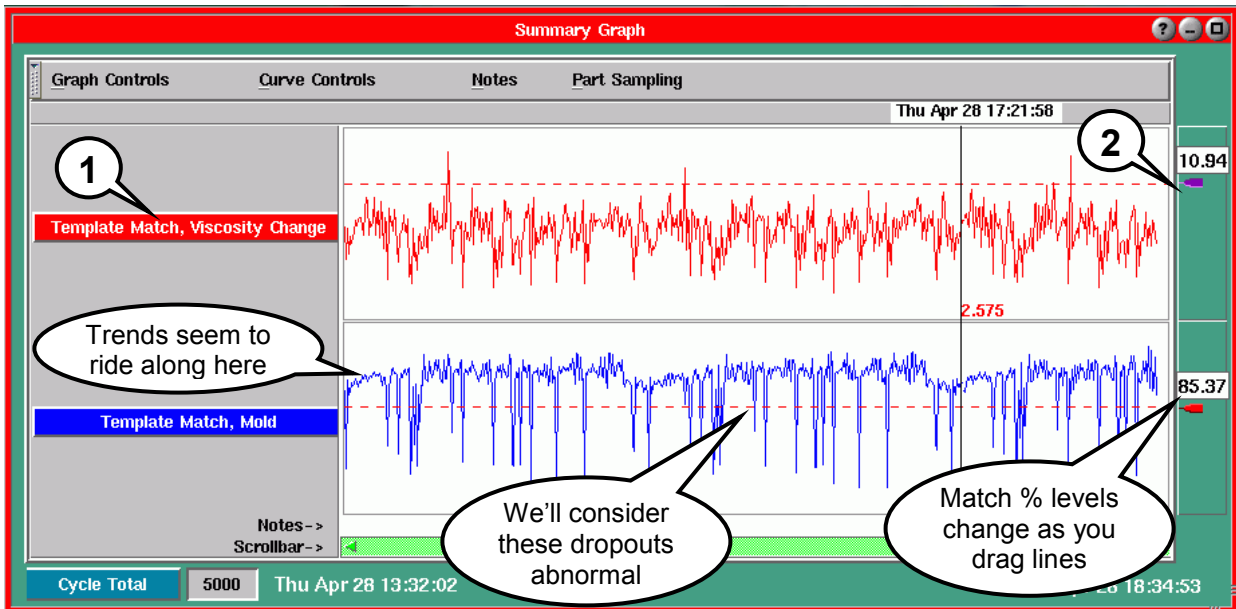 Summary Graph
?
Graph Controls Curve Controls Notes Part Sampling
Thu Apr 28 17:21:58
1
2
10.94
Template Match, Viscosity Change
2.575
Trends seem to
ride along here
85.37
Template Match, Mold
We'll consider
these dropouts
abnormal
Match % levels
change as you
drag lines
Notes->
Scrollbar->
Cycle Total 5000 Thu Apr 28 13:32:02
28 18:34:53